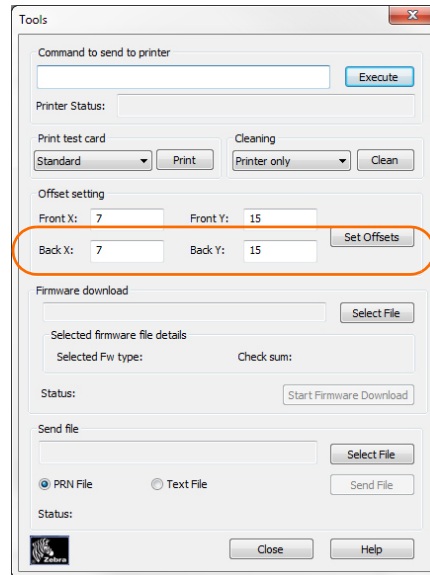 Tools
Command to send to printer
Execute
Printer Status:
Print test card
Cleaning
Standard Print Printer only Clean
Offset setting
Front X: 7 Front Y: 15
Set Offsets
Back X: 7 Back Y: 15
Firmware download
Select File
Selected firmware file details
Selected Fw type: Check sum:
Status: Start Firmware Download
Send file
Select File
PRN File Text File Send File
Status:
Zebra Close Help